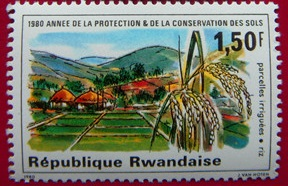 1980 ANNEE DE LA PROTECTION & DE LA CONSERVATION DES SOLS
1,50F
parcelles irriguées • riz
République Rwandaise
1980